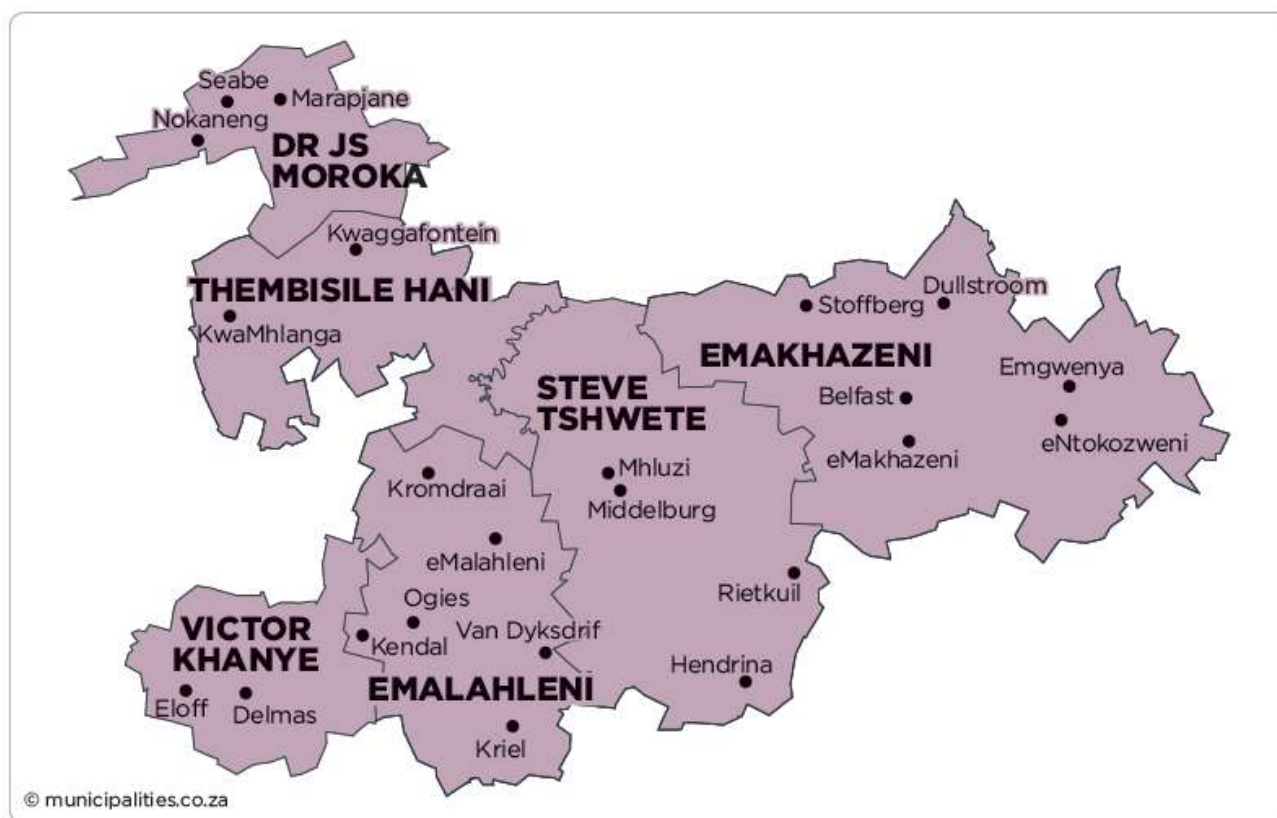 Seabe
Marapjane
Nokaneng
DR JS
MOROKA
Kwaggafontein
THEMBISILE HANI
KwaMhlanga
Dullstroom
Stoffberg
EMAKHAZENI
Emgwenya
STEVE
TSHWETE
Belfast
eNtokozweni
eMakhazeni
Mhluzi
Kromdraai
Middelburg
eMalahleni
Rietkuil
Ogies
VICTOR
KHANYE
Van Dyksdrif
Kendal
Hendrina
EMALAHLENI
Eloff
Delmas
Kriel
© municipalities.co.za